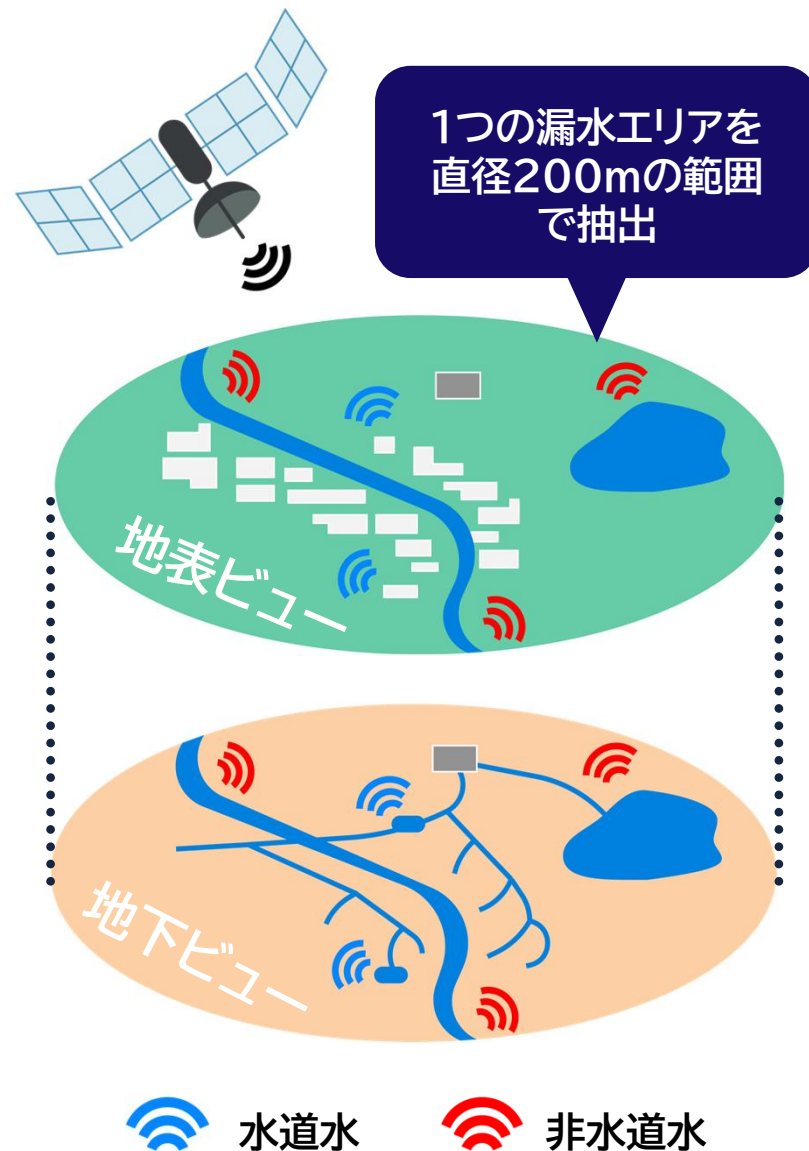 1つの漏水エリアを
直径200mの範囲
で抽出
地表ビュー
地下ビュー
水道水
非水道水